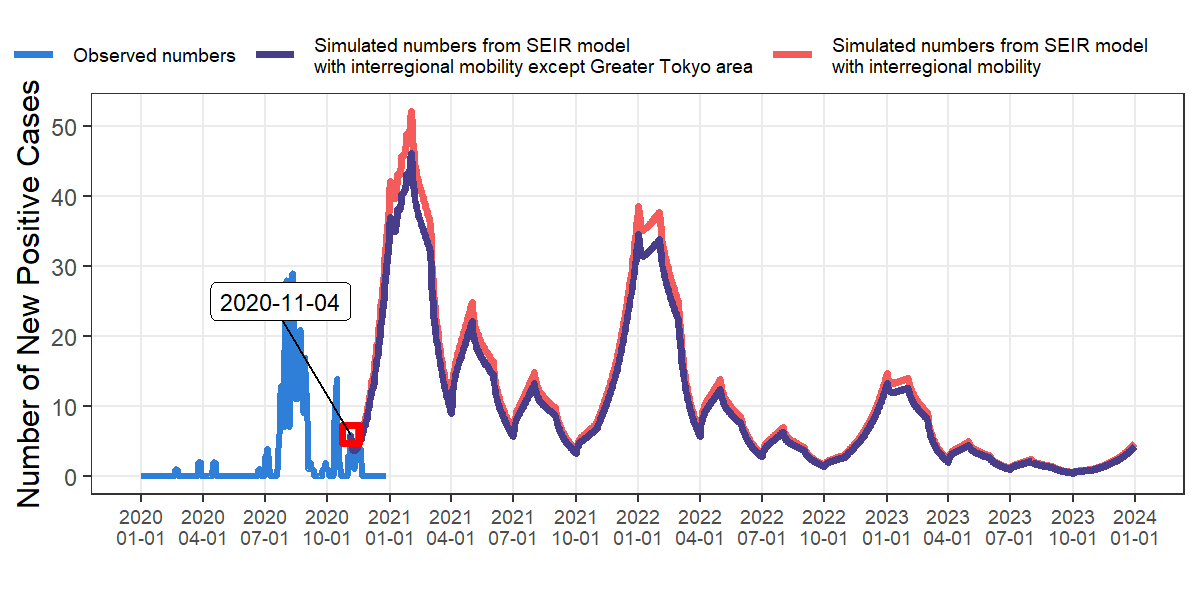 Observed numbers
Simulated numbers from SEIR model
with interregional mobility except Greater Tokyo area
Simulated numbers from SEIR model
with interregional mobility
Number of New Positive Cases
50
40
30
20
10
0
2020-11-04
2020 2020 2020 2020 2021 2021 2021 2021 2022 2022 2022 2022 2023 2023 2023 2023 2024
01-01 04-01 07-01 10-01 01-01 04-01 07-01 10-01 01-01 04-01 07-01 10-01 01-01 04-01 07-01 10-01 01-01